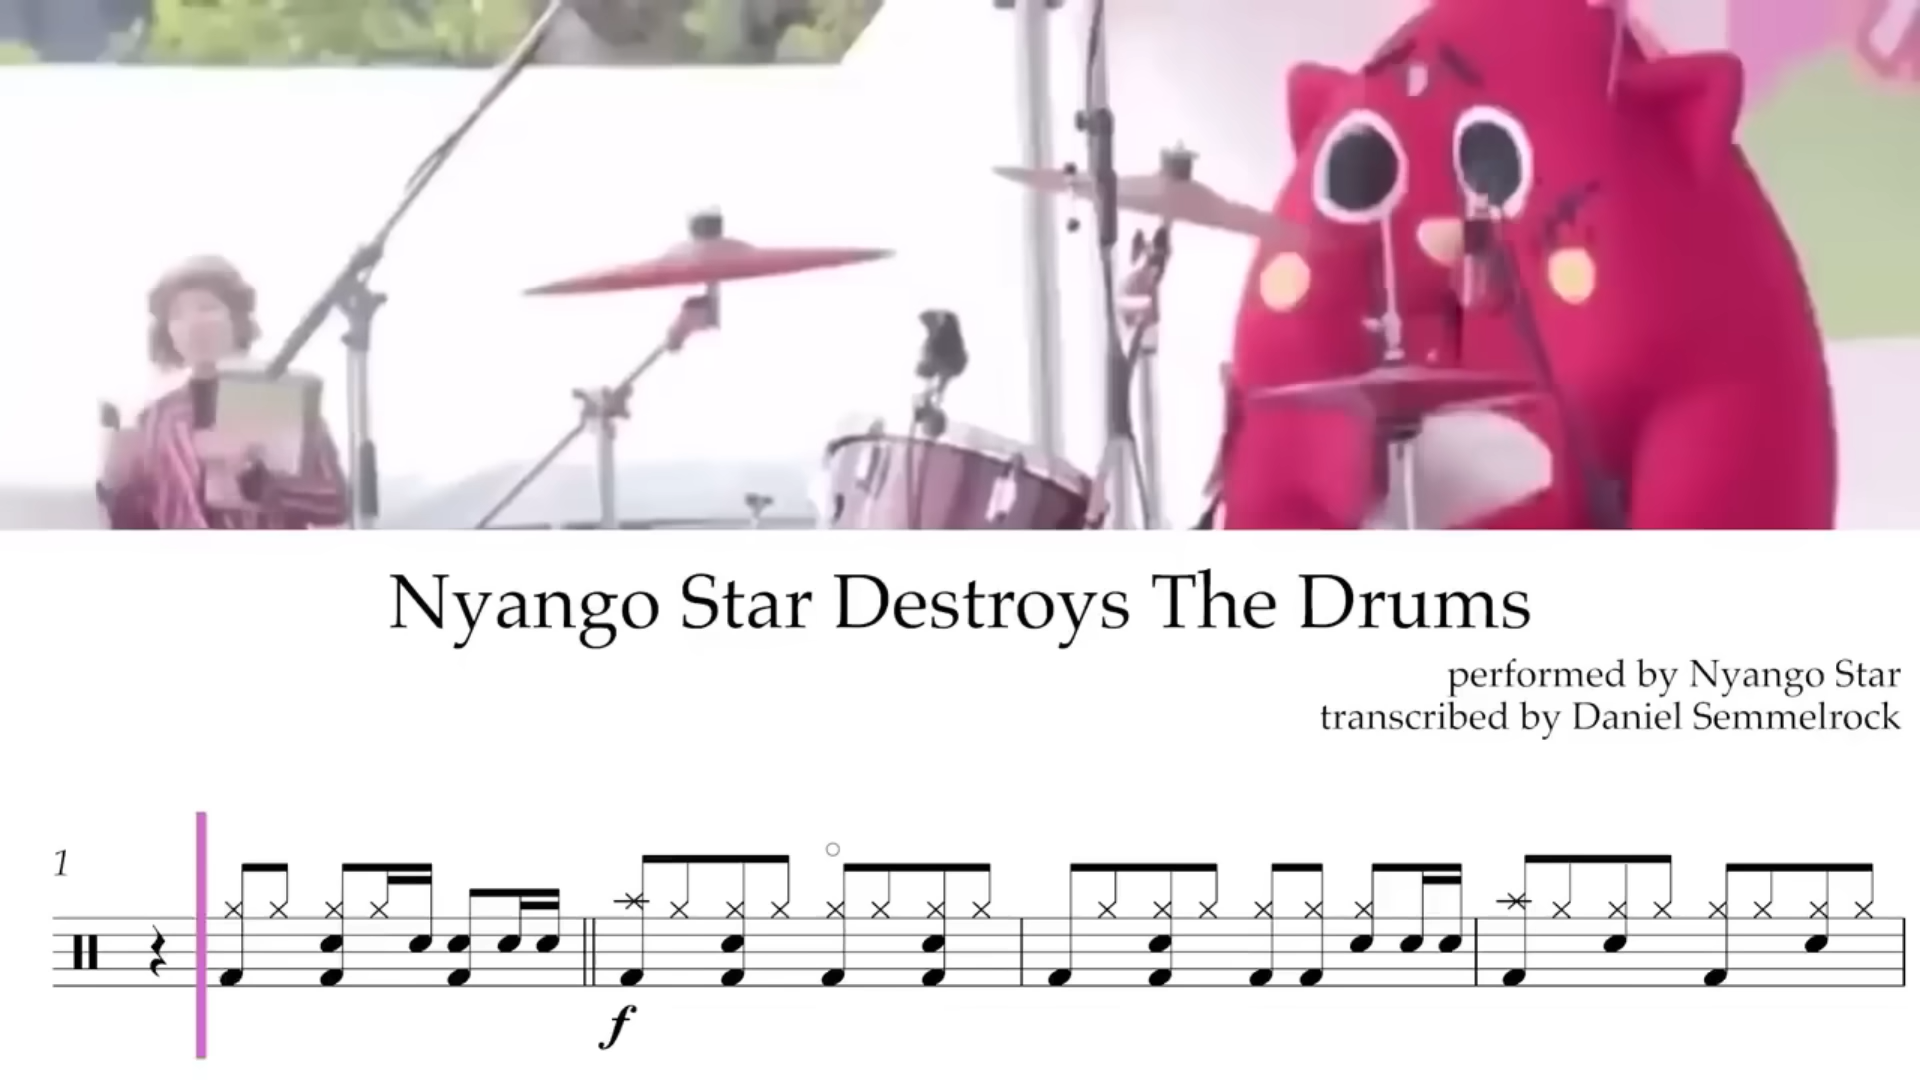 Nyango Star Destroys The Drums
performed by Nyango Star
transcribed by Daniel Semmelrock
1
f